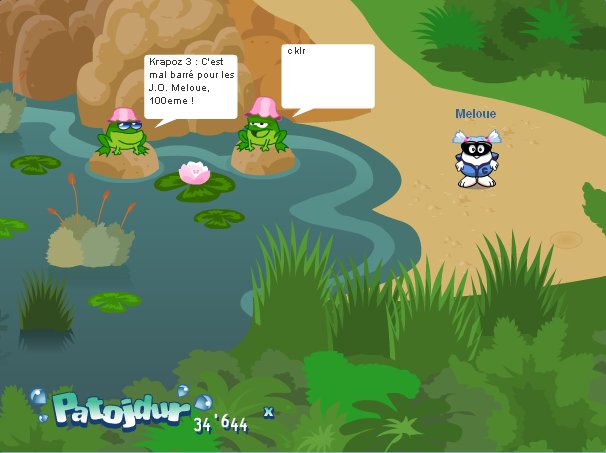 Krapoz 3 : C'est
mal barré pour les
J.O. Meloue,
100eme !
c klr
Meloue
Patojdur
34'644
x